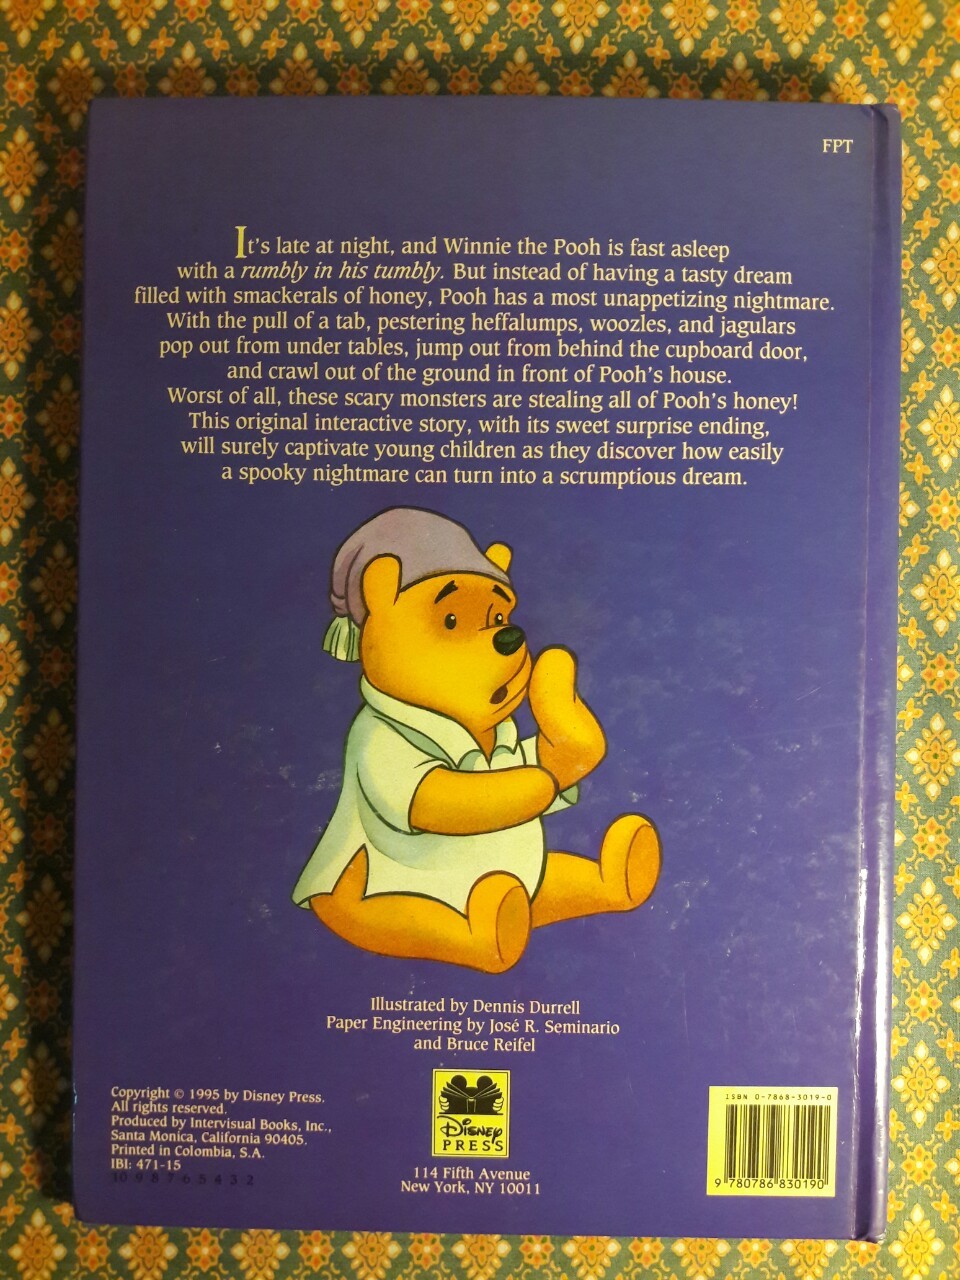 FPT
It's late at night, and Winnie the Pooh is fast asleep
with a rumbly in his tumbly. But instead of having a tasty dream
filled with smackerals of honey, Pooh has a most unappetizing nightmare.
With the pull of a tab, pestering heffalumps, woozles, and jagulars
pop out from under tables, jump out from behind the cupboard door,
and crawl out of the ground in front of Pooh's house.
Worst of all, these scary monsters are stealing all of Pooh's honey!
This original interactive story, with its sweet surprise ending,
will surely captivate young children as they discover how easily
a spooky nightmare can turn into a scrumptious dream.
Illustrated by Dennis Durrell
Paper Engineering by José R. Seminario
and Bruce Reifel
Copyright © 1995 by Disney Press.
All rights reserved.
Produced by Intervisual Books, Inc.,
Santa Monica, California 90405.
Printed in Colombia, S.A.
IBI: 471-15
10 9 8 7 6 5 4 3 2
Disney
PRESS
114 Fifth Avenue
New York, NY 10011
ISBN 0-7868-3019-0
9 780786 830190